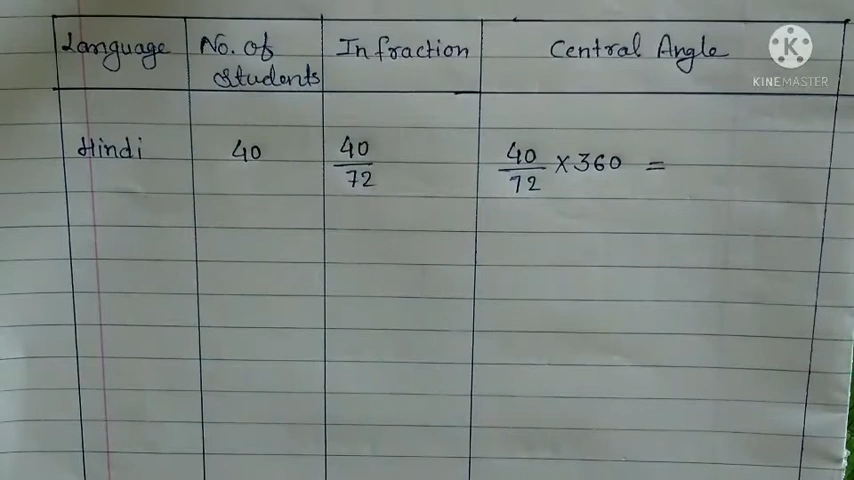 Language No. of In fraction Central Angle
Students
KINEMASTER
Hindi 40 40/72 40/72 x 360 =